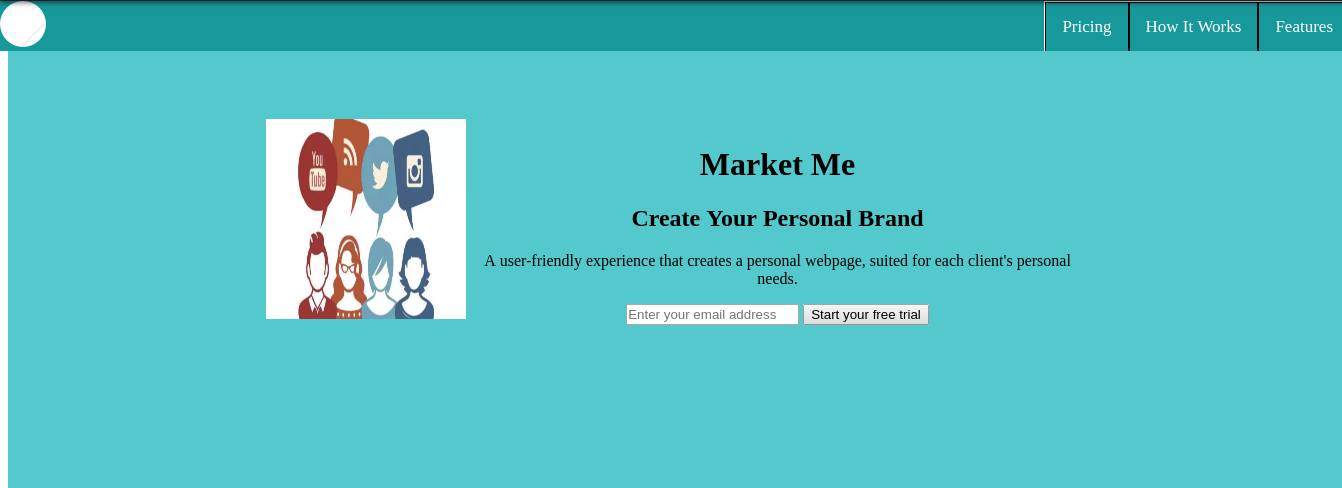 Pricing
How It Works
Features
You
Tube
Market Me
Create Your Personal Brand
A user-friendly experience that creates a personal webpage, suited for each client's personal
needs.
Enter your email address
Start your free trial